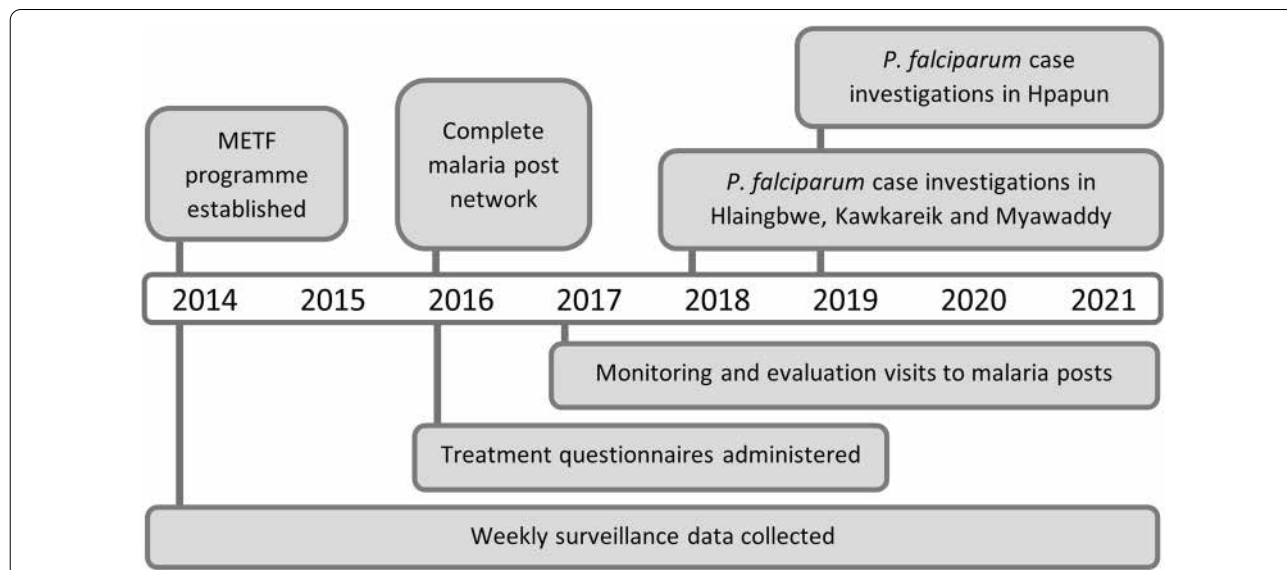 P. falciparum case
investigations in Hpapun
METF
programme
established
Complete
malaria post
network
P. falciparum case investigations in
Hlaingbwe, Kawkareik and Myawaddy
2014 2015 2016 2017 2018 2019 2020 2021
Monitoring and evaluation visits to malaria posts
Treatment questionnaires administered
Weekly surveillance data collected